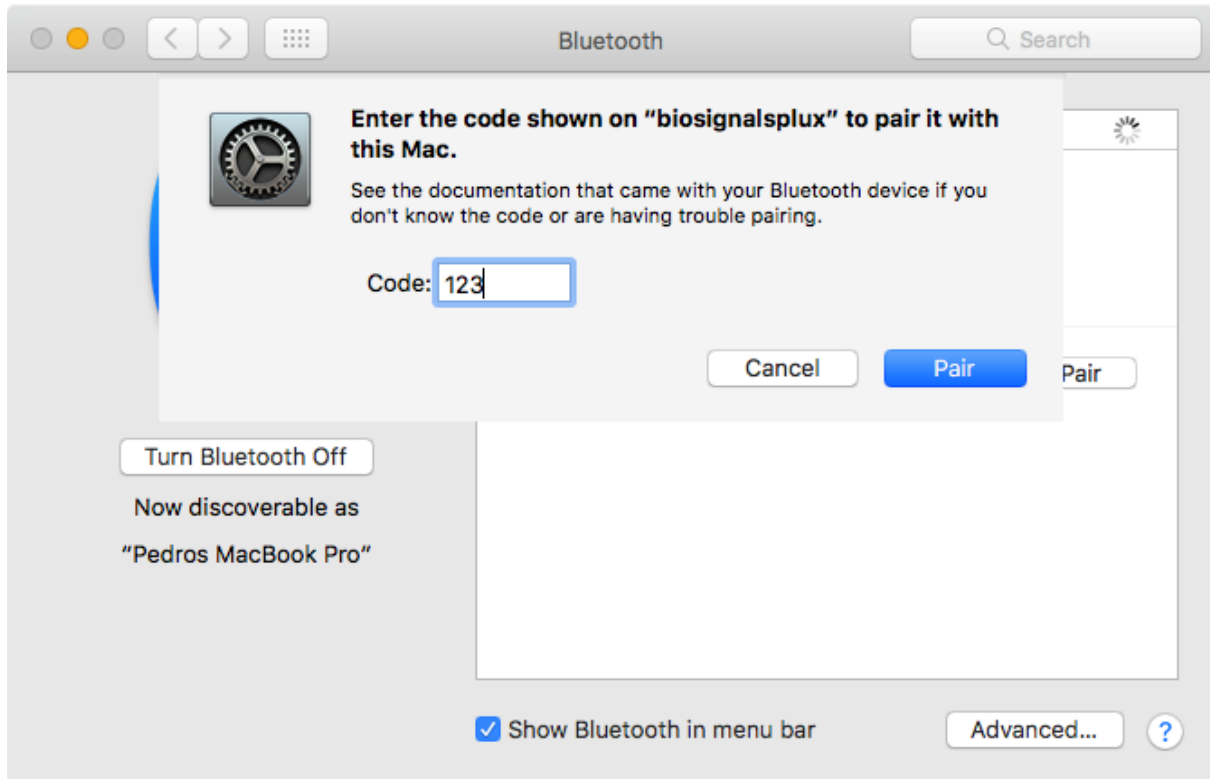 Bluetooth
Search
Enter the code shown on “biosignalsplux” to pair it with
this Mac.
See the documentation that came with your Bluetooth device if you
don't know the code or are having trouble pairing.
Code: 123
Cancel
Pair
Pair
Turn Bluetooth Off
Now discoverable as
“Pedros MacBook Pro”
Show Bluetooth in menu bar
Advanced...
?